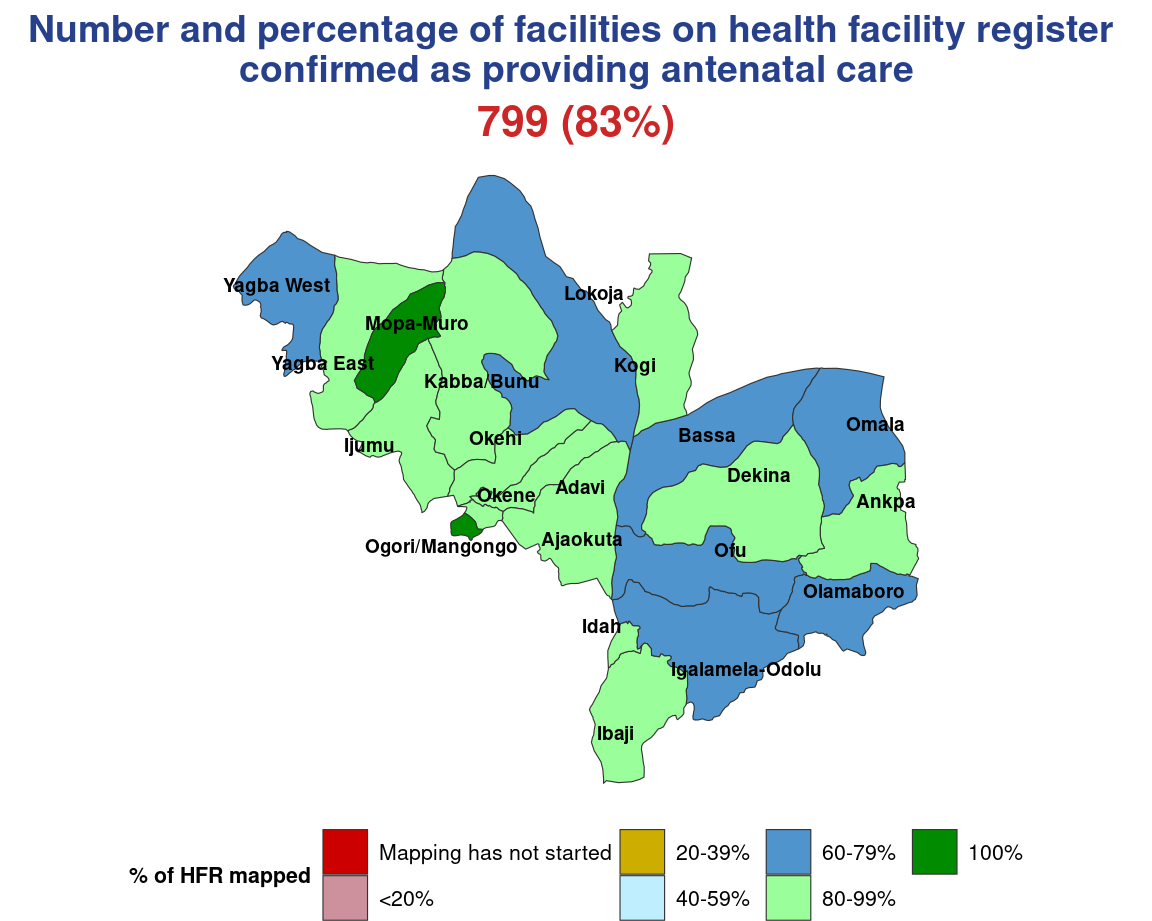 Number and percentage of facilities on health facility register
confirmed as providing antenatal care
799 (83%)
Yagba West
Lokoja
Mopa-Muro
Yagba East
Kogi
Kabba/Bunu
Omala
Bassa
Okehi
Ijumu
Dekina
Adavi
Okene
Ankpa
Ajaokuta
Ogori/Mangongo
Ofu
Olamaboro
Idah
Igalamela-Odolu
Ibaji
% of HFR mapped
Mapping has not started
<20%
20-39%
40-59%
60-79%
80-99%
100%